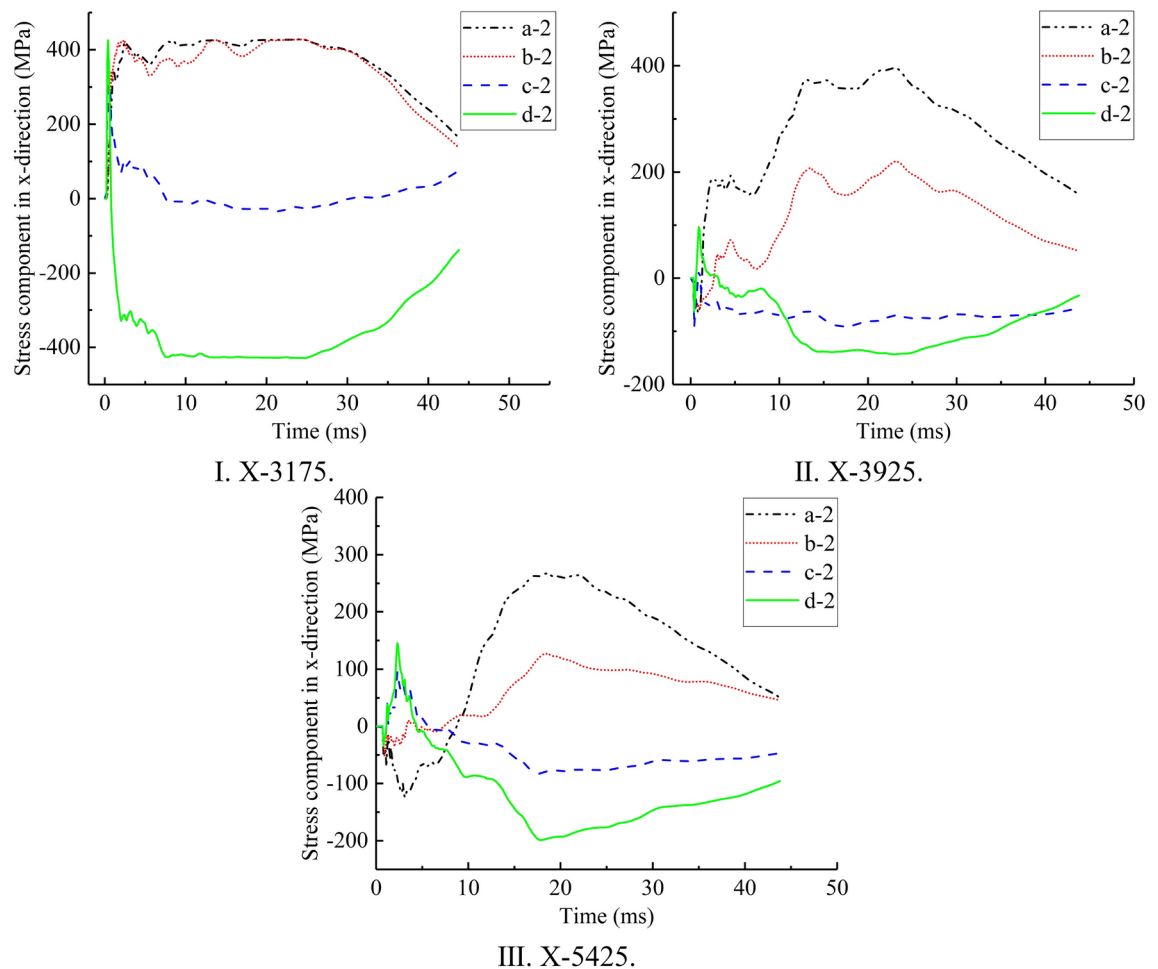 Stress component in x-direction (MPa)
400
200
0
-200
-400
0 10 20 30 40 50
Time (ms)
a-2
b-2
c-2
d-2
I. X-3175.
Stress component in x-direction (MPa)
400
200
0
-200
0 10 20 30 40 50
Time (ms)
a-2
b-2
c-2
d-2
II. X-3925.
Stress component in x-direction (MPa)
400
300
200
100
0
-100
-200
0 10 20 30 40 50
Time (ms)
a-2
b-2
c-2
d-2
III. X-5425.